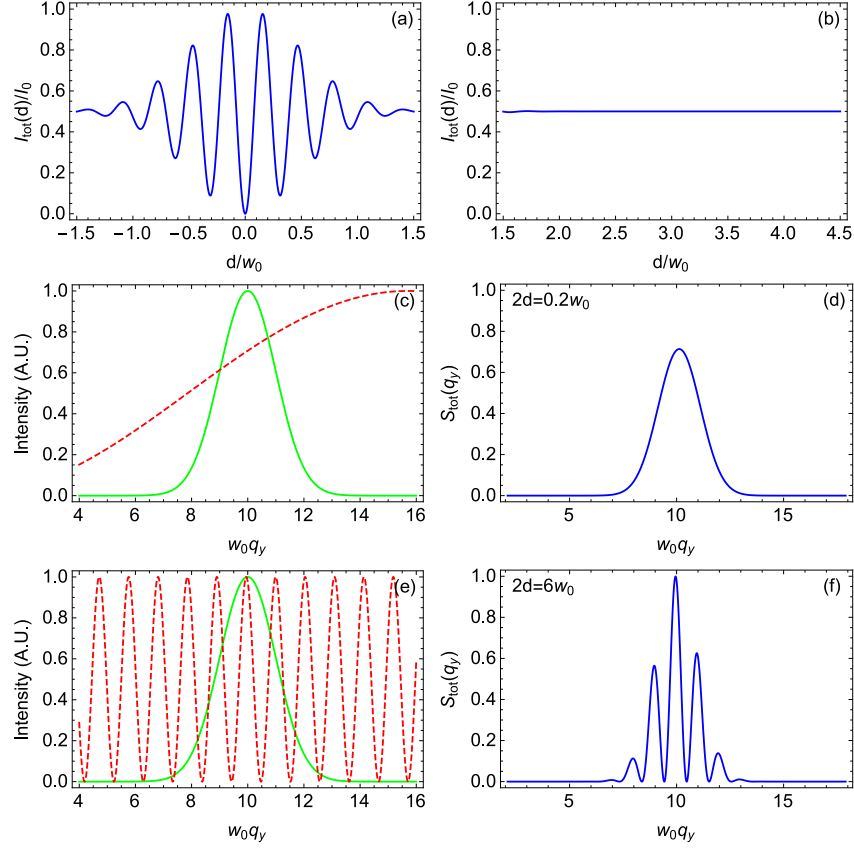 (a)
I_tot(d)/I_0
1.0
0.8
0.6
0.4
0.2
0.0
−1.5 −1.0 −0.5 0.0 0.5 1.0 1.5
d/w_0
(b)
I_tot(d)/I_0
1.0
0.8
0.6
0.4
0.2
0.0
1.5 2.0 2.5 3.0 3.5 4.0 4.5
d/w_0
(c)
Intensity (A.U.)
1.0
0.8
0.6
0.4
0.2
0.0
4 6 8 10 12 14 16
w_0q_y
2d=0.2w_0
(d)
S_tot(q_y)
1.0
0.8
0.6
0.4
0.2
0.0
5 10 15
w_0q_y
(e)
Intensity (A.U.)
1.0
0.8
0.6
0.4
0.2
0.0
4 6 8 10 12 14 16
w_0q_y
2d=6w_0
(f)
S_tot(q_y)
1.0
0.8
0.6
0.4
0.2
0.0
5 10 15
w_0q_y